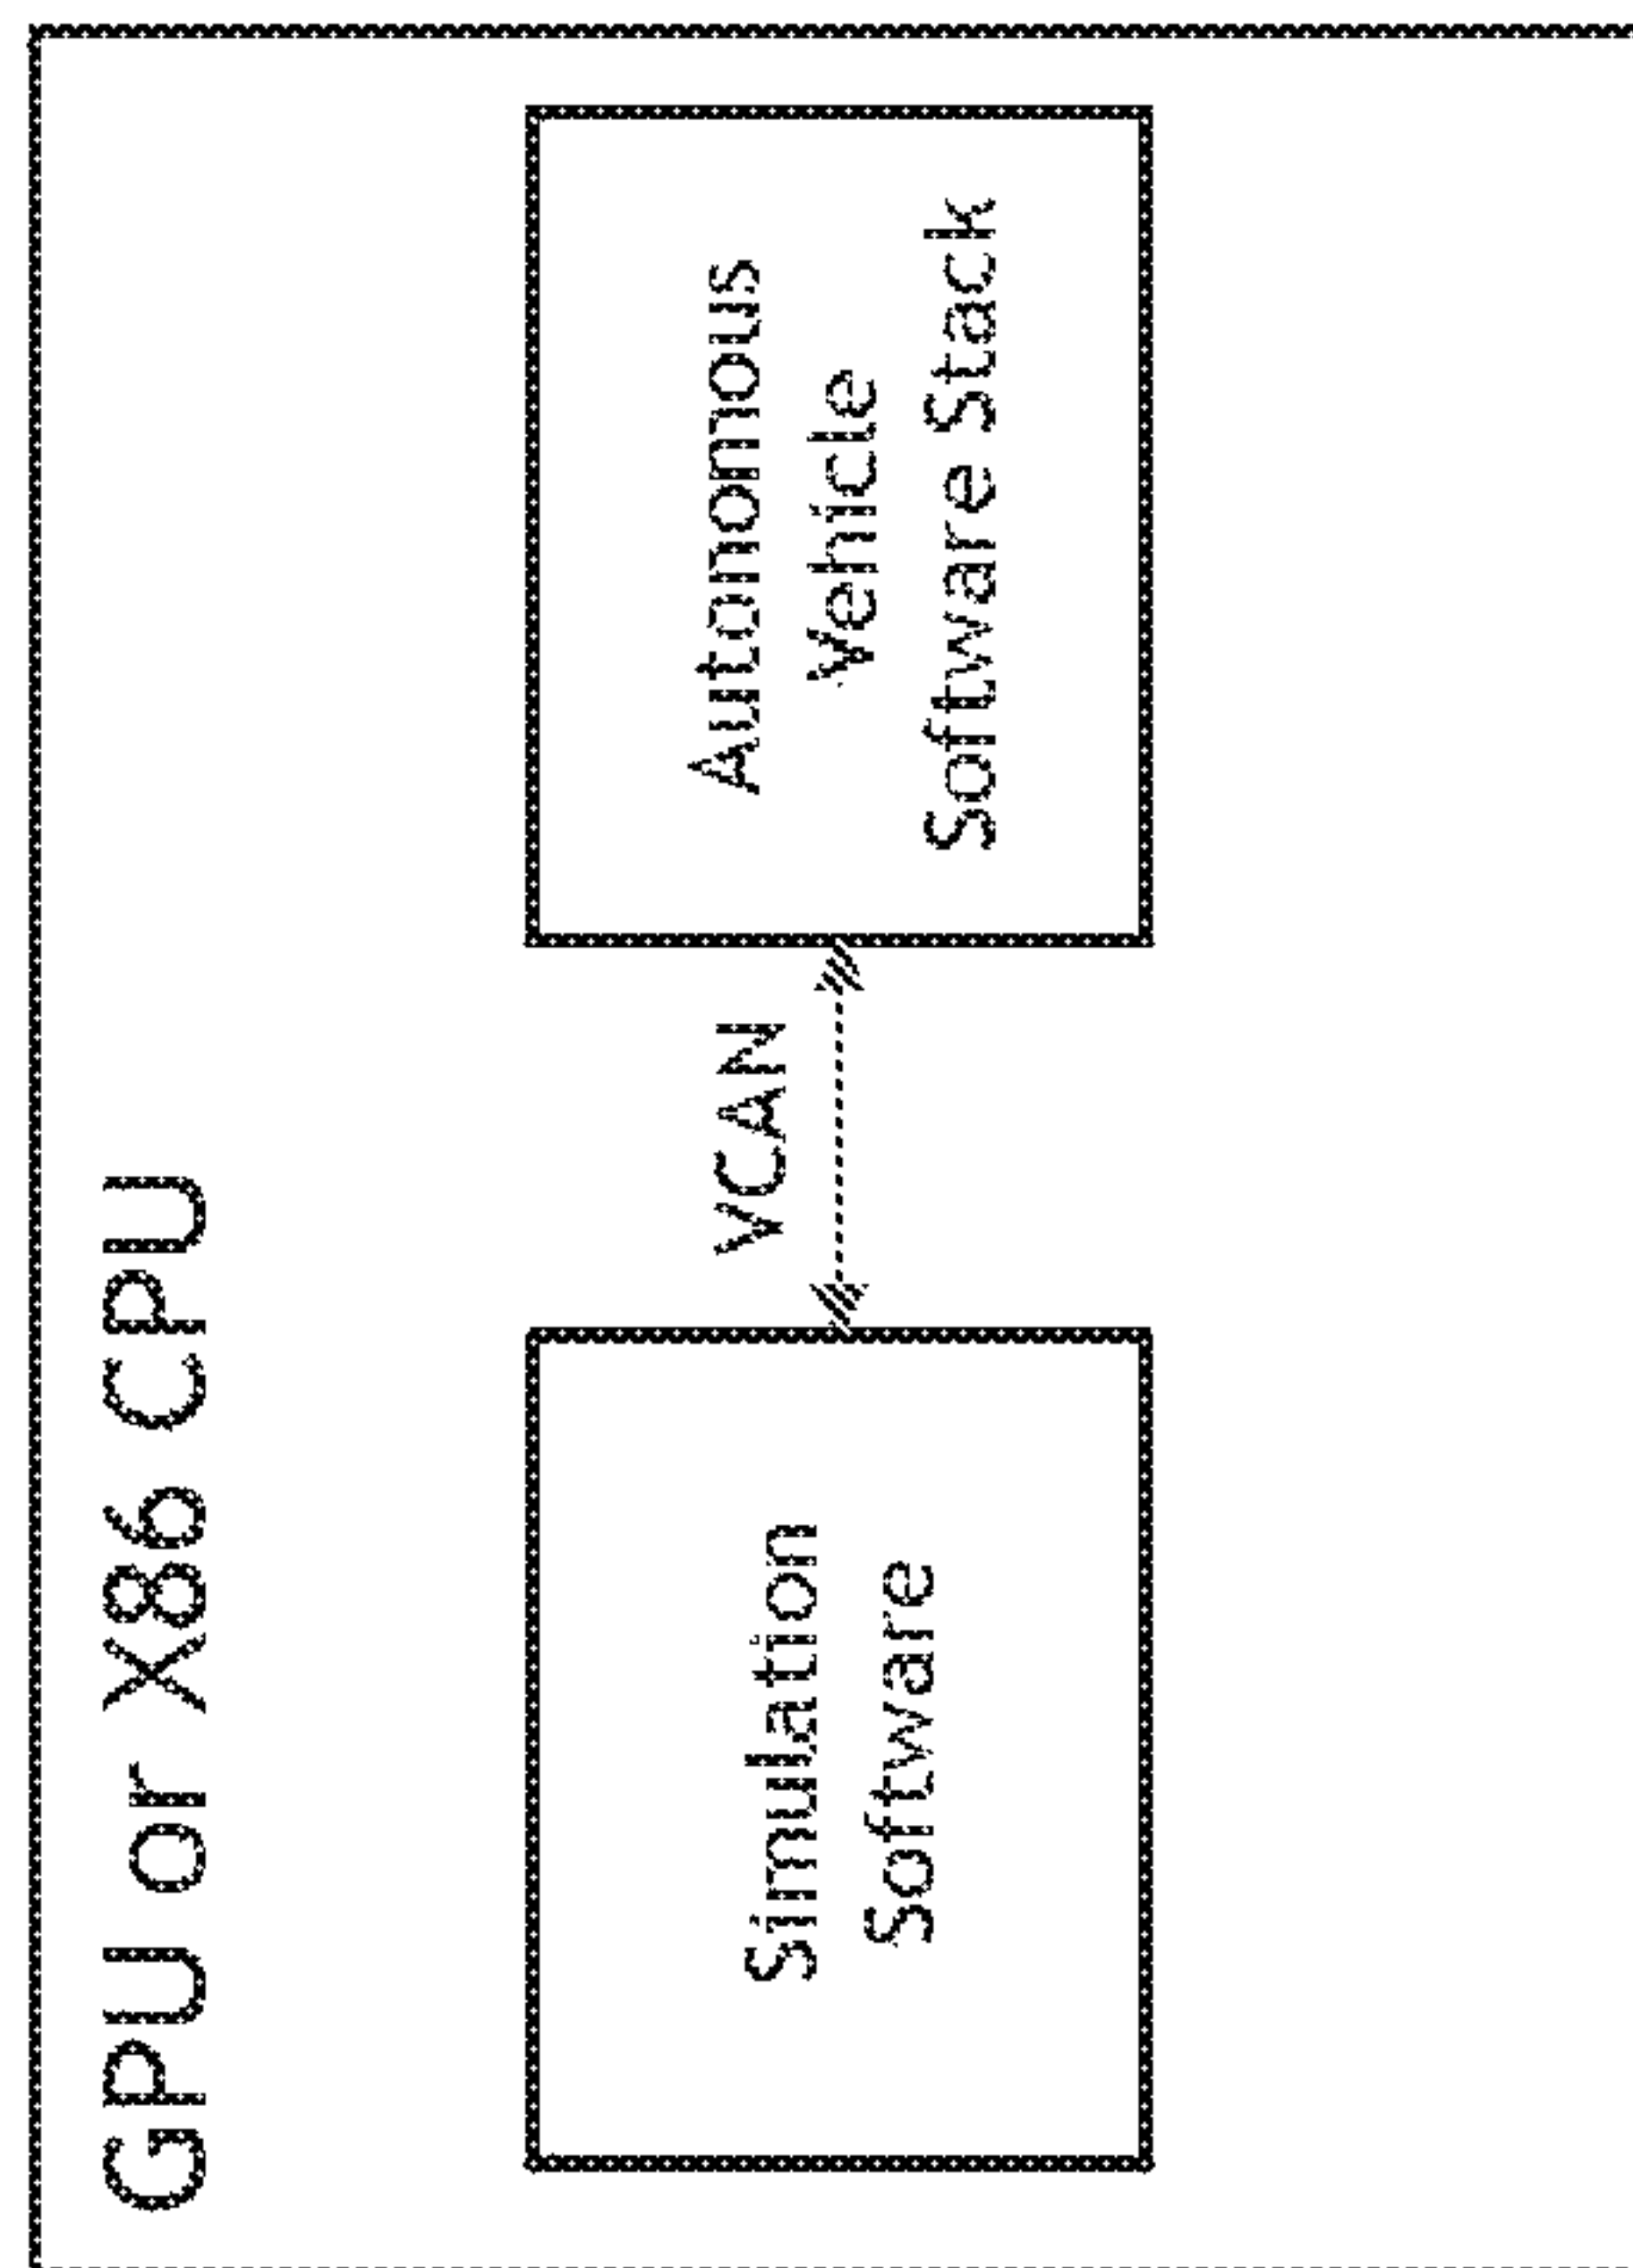 GPU or X86 CPU
Simulation
Software
VCAN
Autonomous
Vehicle
Software Stack